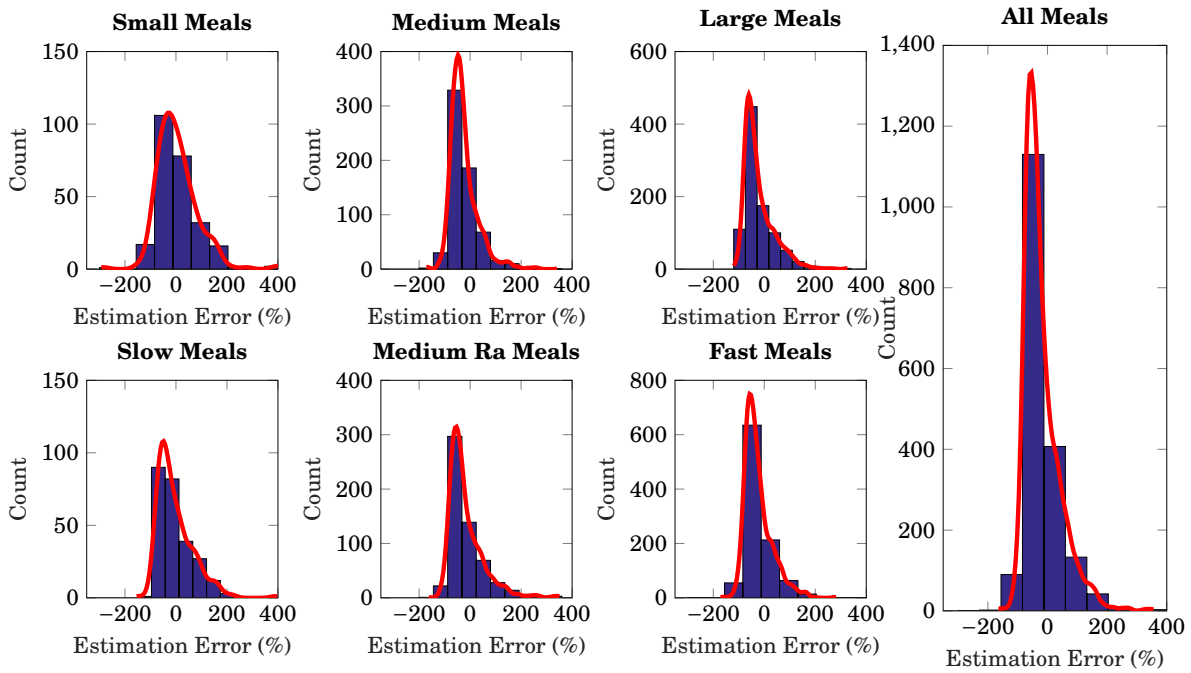 Small Meals
150
100
50
0
Count
−200 0 200 400
Estimation Error (%)
Medium Meals
400
300
200
100
0
Count
−200 0 200 400
Estimation Error (%)
Large Meals
600
400
200
0
Count
−200 0 200 400
Estimation Error (%)
All Meals
1,400
1,200
1,000
800
600
400
200
0
Count
−200 0 200 400
Estimation Error (%)
Slow Meals
150
100
50
0
Count
−200 0 200 400
Estimation Error (%)
Medium Ra Meals
400
300
200
100
0
Count
−200 0 200 400
Estimation Error (%)
Fast Meals
800
600
400
200
0
Count
−200 0 200 400
Estimation Error (%)